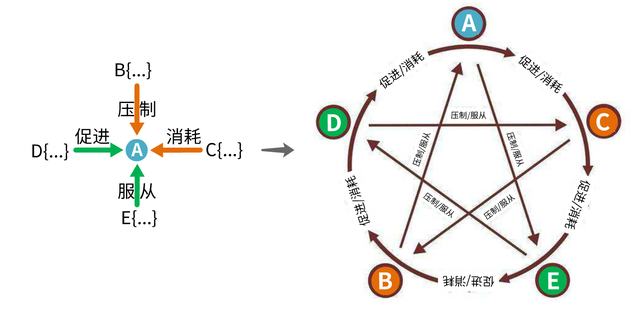 B{...}
压制
促进
消耗
D{...}
A
C{...}
服从
E{...}
A
促进/消耗
促进/消耗
D
压制/服从
C
压制/服从
压制/服从
促进/消耗
压制/服从
压制/服从
促进/消耗
B
促进/消耗
E